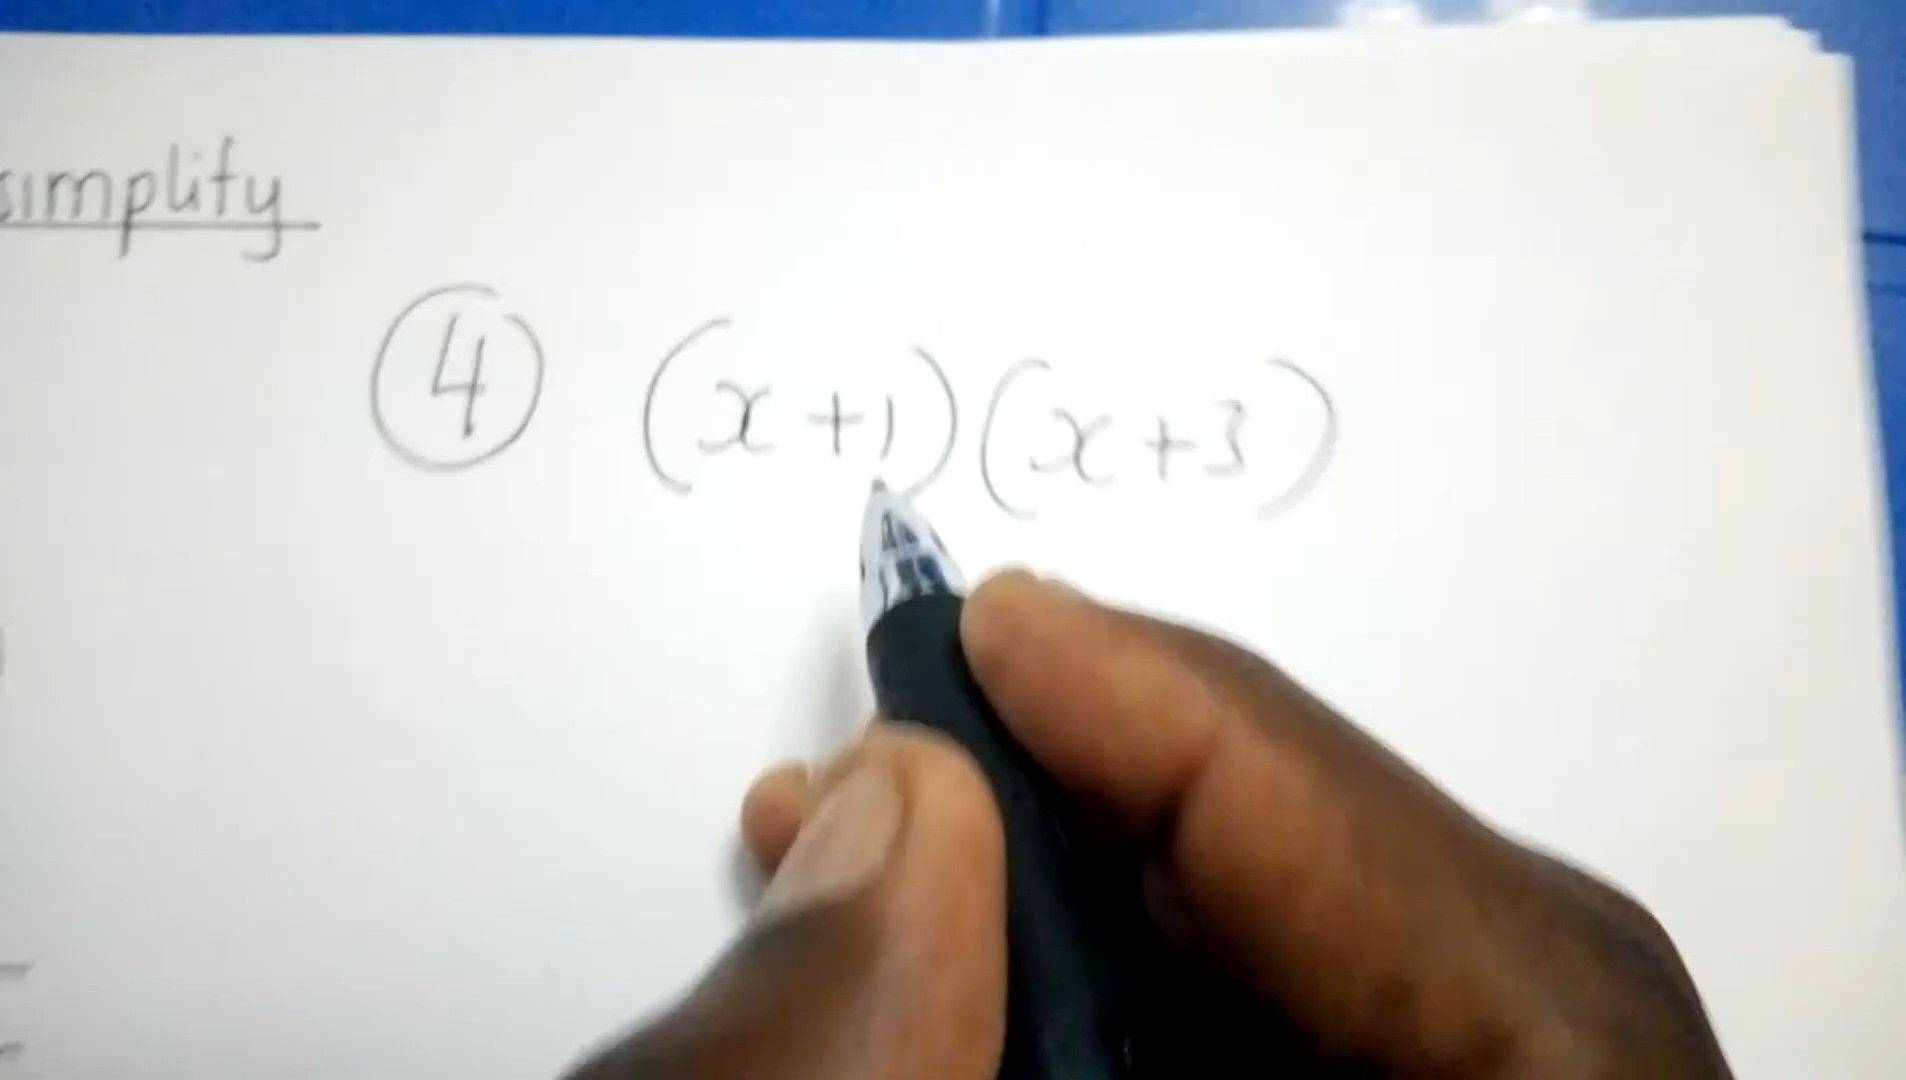 simplify
④ (x+1)(x+3)